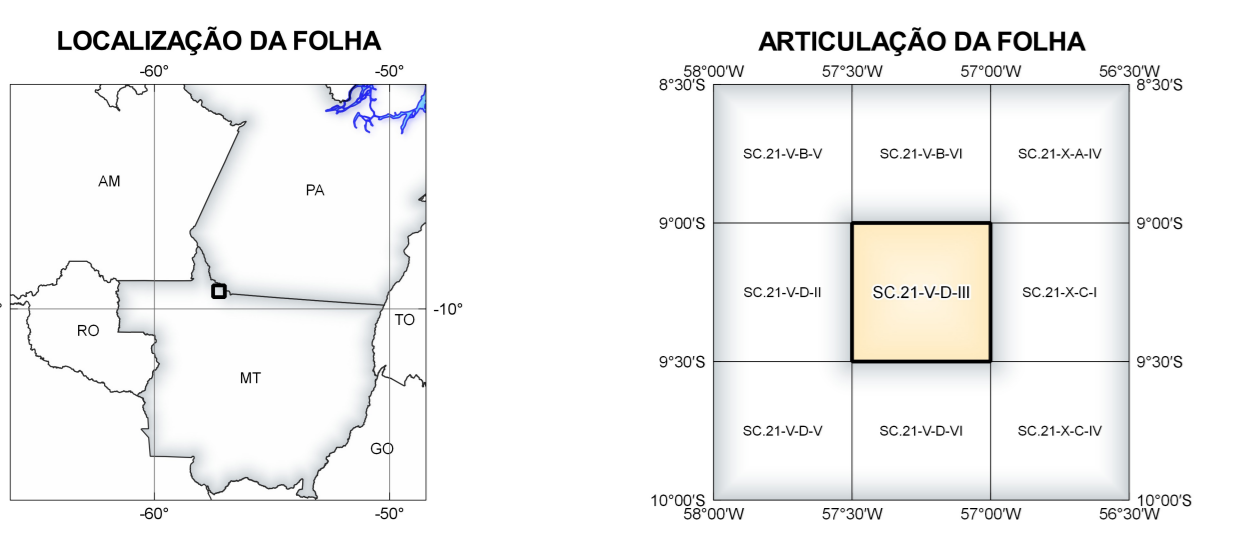 LOCALIZAÇÃO DA FOLHA
-60°
-50°
AM
PA
-10°
RO
TO
MT
GO
-60°
-50°
ARTICULAÇÃO DA FOLHA
58°00'W
57°30'W
57°00'W
56°30'W
8°30'S
8°30'S
SC.21-V-B-V
SC.21-V-B-VI
SC.21-X-A-IV
9°00'S
9°00'S
SC.21-V-D-II
SC.21-V-D-III
SC.21-X-C-I
9°30'S
9°30'S
SC.21-V-D-V
SC.21-V-D-VI
SC.21-X-C-IV
10°00'S
10°00'S
58°00'W
57°30'W
57°00'W
56°30'W